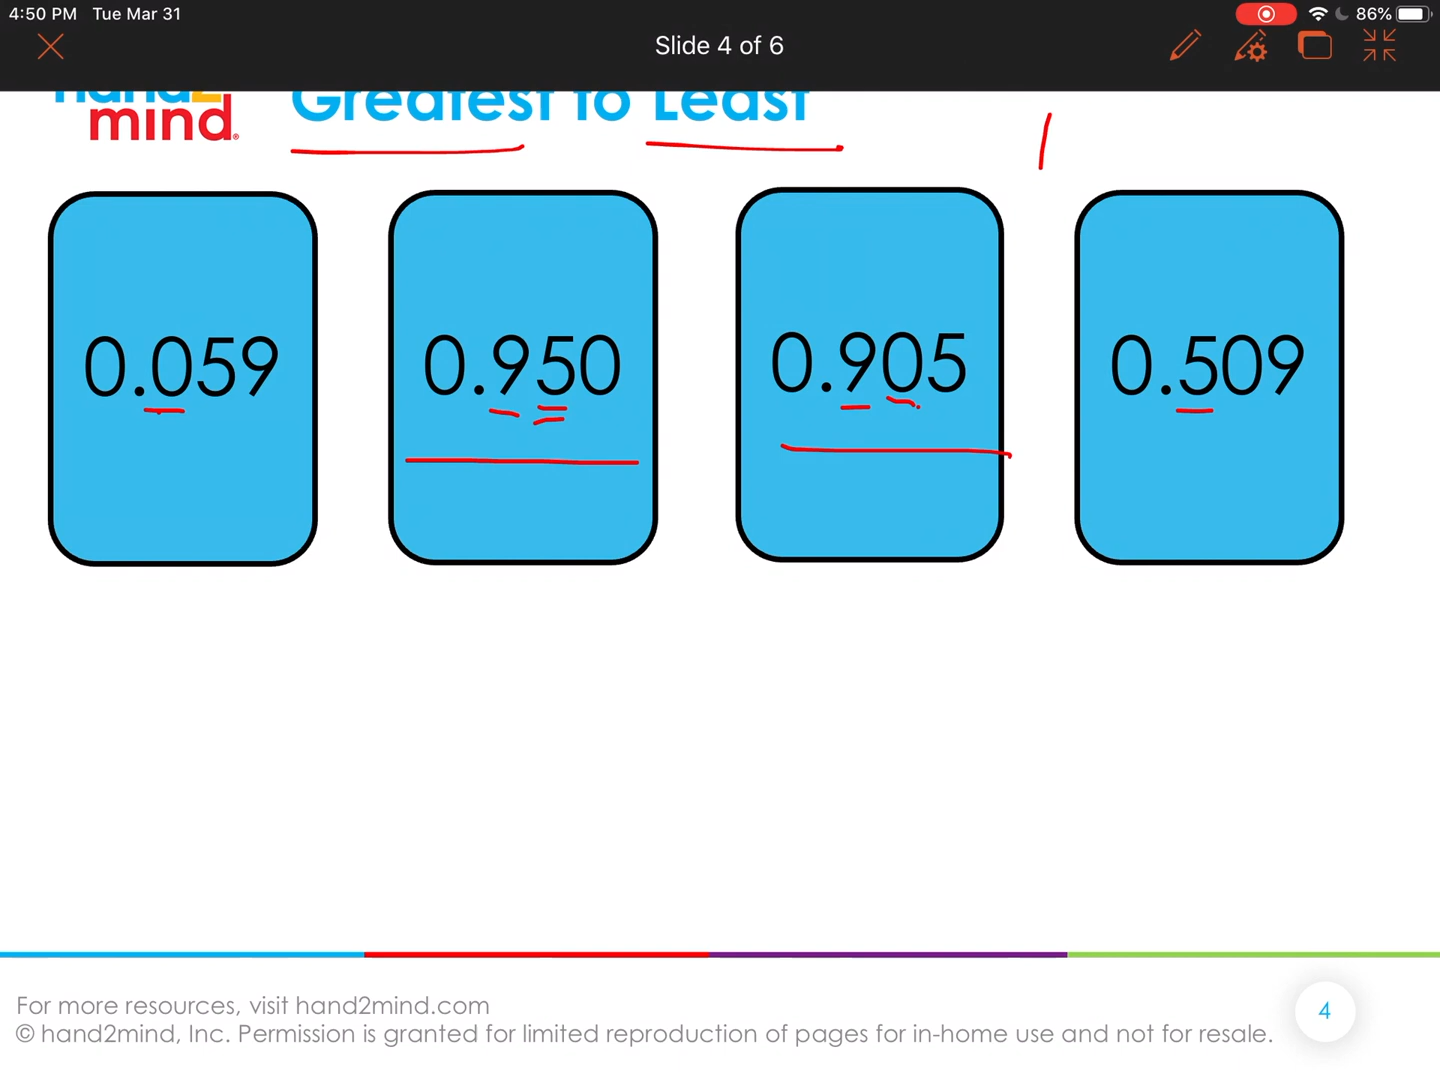 4:50 PM Tue Mar 31 86%
Slide 4 of 6
hand2
mind®
Greatest to Least
0.059 0.950 0.905 0.509
For more resources, visit hand2mind.com
© hand2mind, Inc. Permission is granted for limited reproduction of pages for in-home use and not for resale.
4